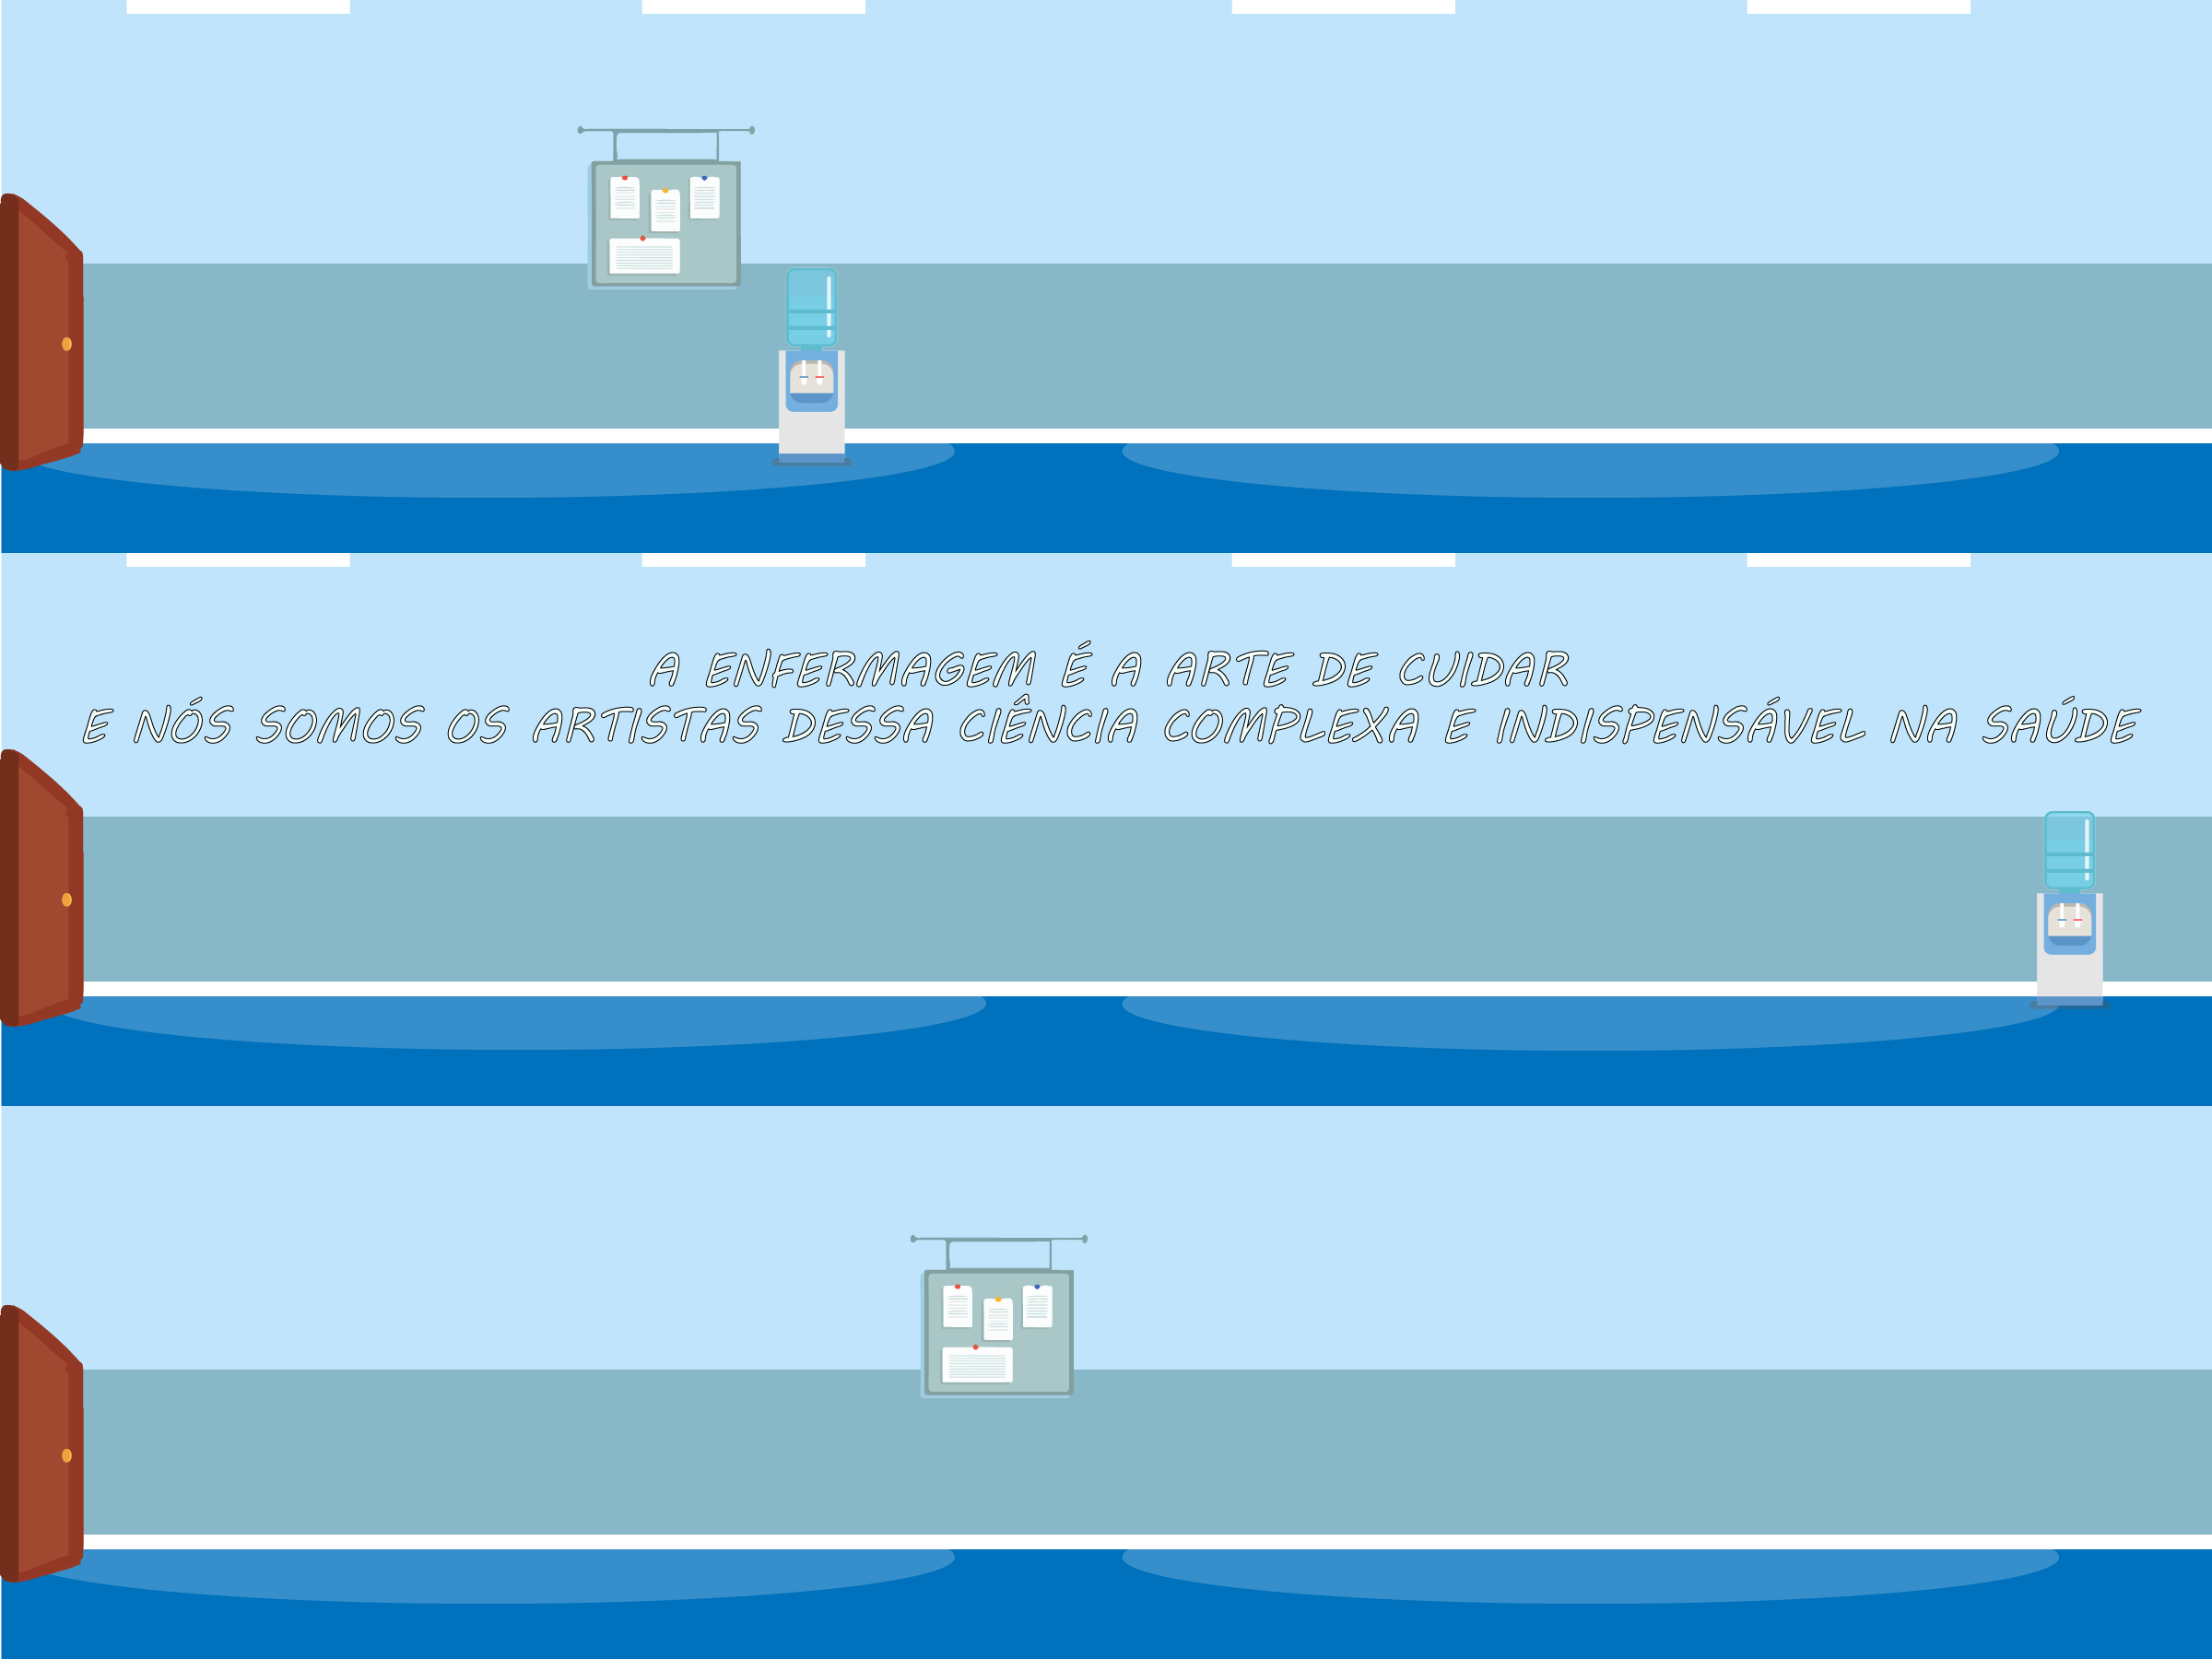 A ENFERMAGEM É A ARTE DE CUIDAR
E NÓS SOMOS OS ARTISTAS DESSA CIÊNCIA COMPLEXA E INDISPENSÁVEL NA SAÚDE